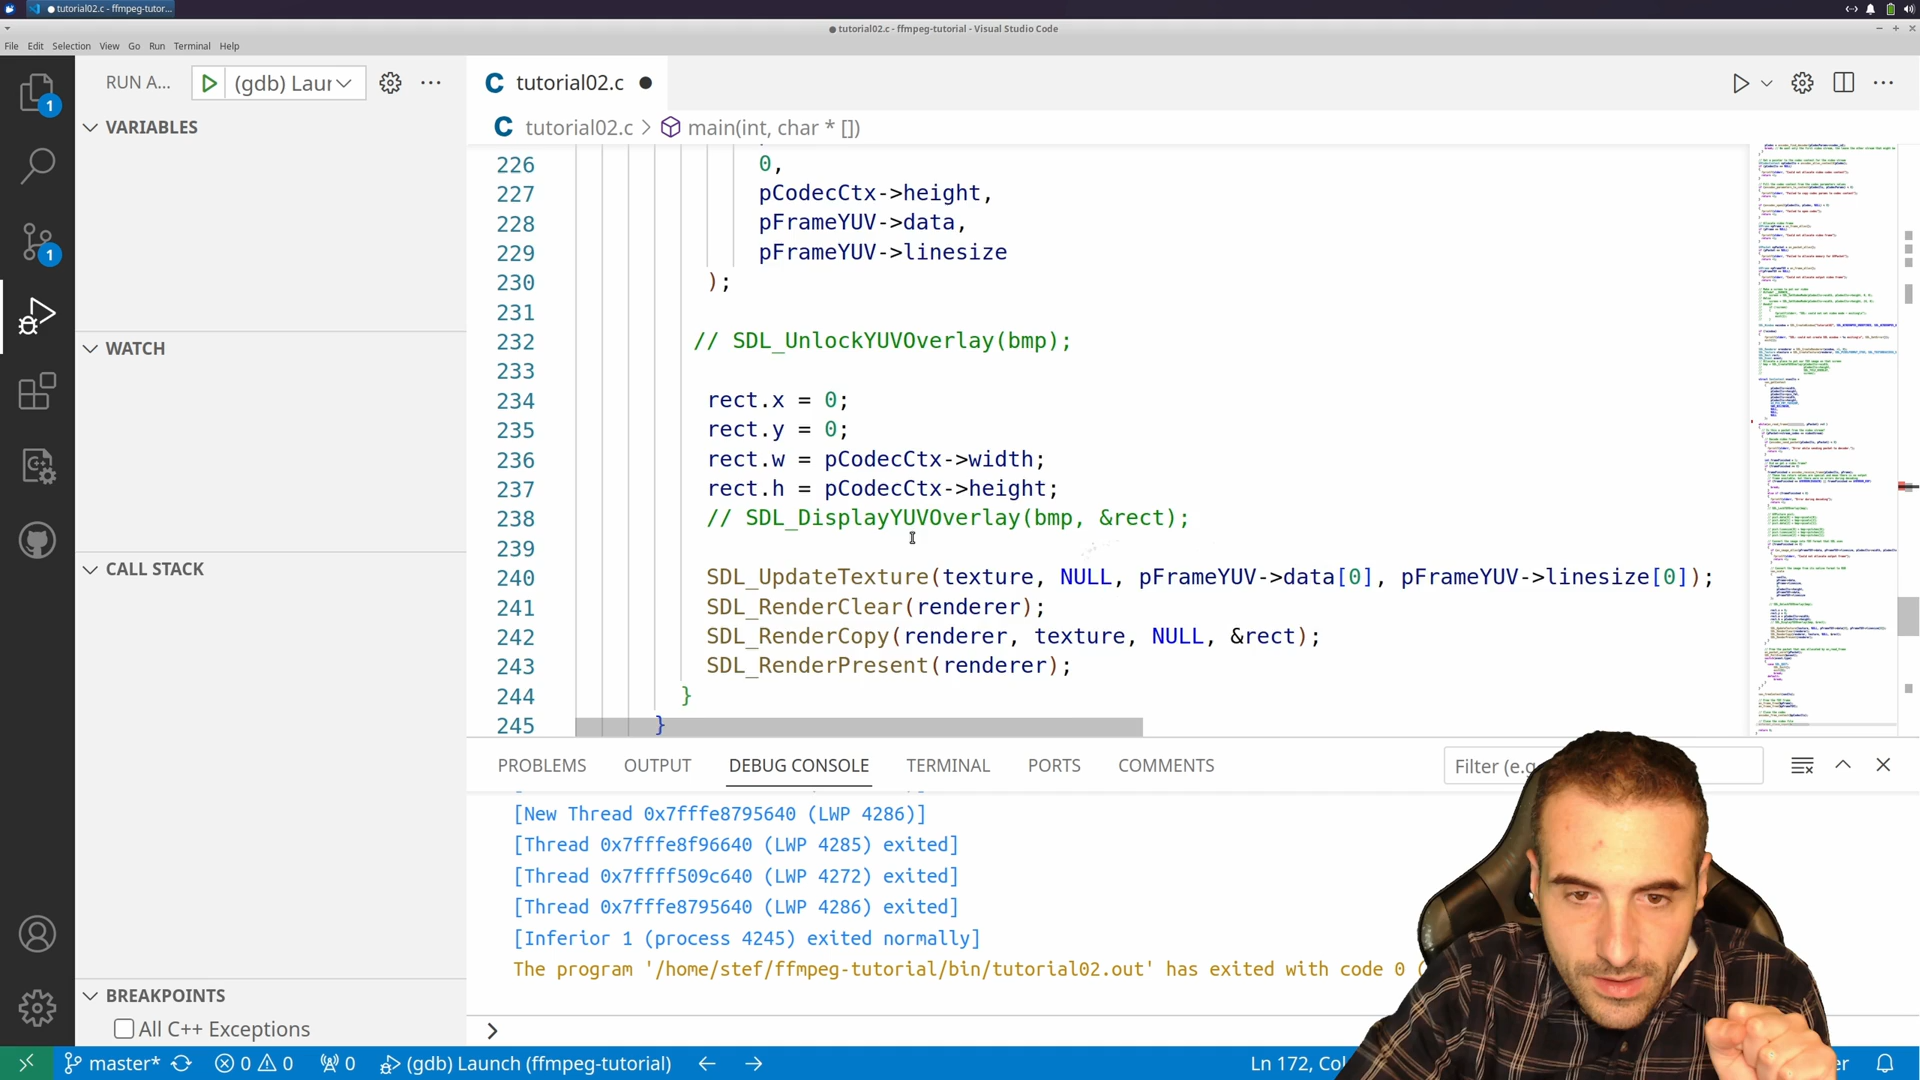 tutorial02.c - ffmpeg-tutor...
tutorial02.c - ffmpeg-tutorial - Visual Studio Code
File Edit Selection View Go Run Terminal Help
RUN A...
(gdb) Laur
tutorial02.c
tutorial02.c > main(int, char * [])
VARIABLES
WATCH
CALL STACK
BREAKPOINTS
All C++ Exceptions
1
1
226 0,
227 pCodecCtx->height,
228 pFrameYUV->data,
229 pFrameYUV->linesize
230 );
231
232 // SDL_UnlockYUVOverlay(bmp);
233
234 rect.x = 0;
235 rect.y = 0;
236 rect.w = pCodecCtx->width;
237 rect.h = pCodecCtx->height;
238 // SDL_DisplayYUVOverlay(bmp, &rect);
239
240 SDL_UpdateTexture(texture, NULL, pFrameYUV->data[0], pFrameYUV->linesize[0]);
241 SDL_RenderClear(renderer);
242 SDL_RenderCopy(renderer, texture, NULL, &rect);
243 SDL_RenderPresent(renderer);
244 }
245 }
PROBLEMS OUTPUT DEBUG CONSOLE TERMINAL PORTS COMMENTS
Filter (e.g
[New Thread 0x7fffe8795640 (LWP 4286)]
[Thread 0x7fffe8f96640 (LWP 4285) exited]
[Thread 0x7ffff509c640 (LWP 4272) exited]
[Thread 0x7fffe8795640 (LWP 4286) exited]
[Inferior 1 (process 4245) exited normally]
The program '/home/stef/ffmpeg-tutorial/bin/tutorial02.out' has exited with code 0 (
>
master* 0 0 0 (gdb) Launch (ffmpeg-tutorial)
Ln 172,